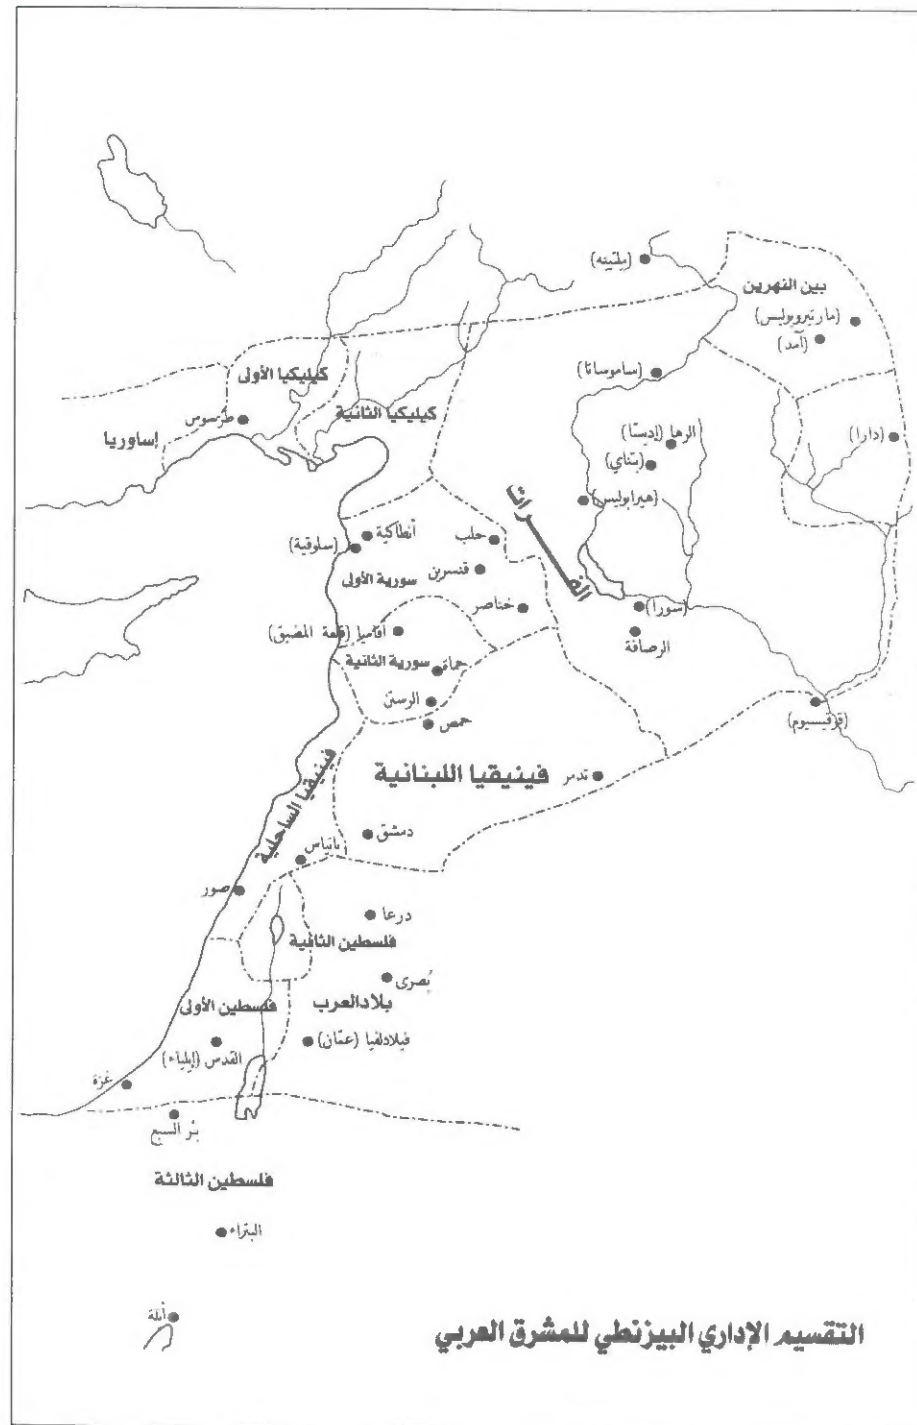 (ملتينه)
بين النهرين
(مارتيروبوليس)
(آمد)
كيليكيا الأولى
(ساموساتا)
كيليكيا الثانية
طرسوس
إساوريا
الرها (إديسّا)
(دارا)
(بتناي)
(هيرابوليس)
الفرات
أنطاكية
حلب
(سلوقية)
قنسرين
سورية الأولى
خناصر
(سورا)
أفاميا (قلعة المضيق)
الرصافة
سورية الثانية
حماة
الرستن
حمص
(قرقيسيوم)
فينيقيا اللبنانية
تدمر
فينيقيا الساحلية
دمشق
بانياس
صور
درعا
فلسطين الثانية
بُصرى
بلاد العرب
فلسطين الأولى
فيلادلفيا (عمّان)
القدس (إيلياء)
غزة
بئر السبع
فلسطين الثالثة
البتراء
أيلة
التقسيم الإداري البيزنطي للمشرق العربي